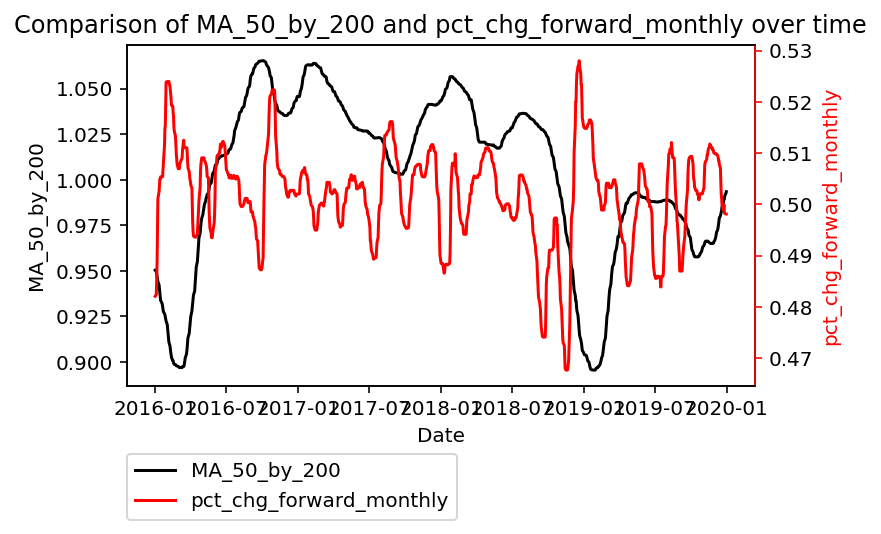 Comparison of MA_50_by_200 and pct_chg_forward_monthly over time
MA_50_by_200
1.050
1.025
1.000
0.975
0.950
0.925
0.900
0.53
0.52
0.51
0.50
0.49
0.48
0.47
pct_chg_forward_monthly
2016-01 2016-07 2017-01 2017-07 2018-01 2018-07 2019-01 2019-07 2020-01
Date
MA_50_by_200
pct_chg_forward_monthly